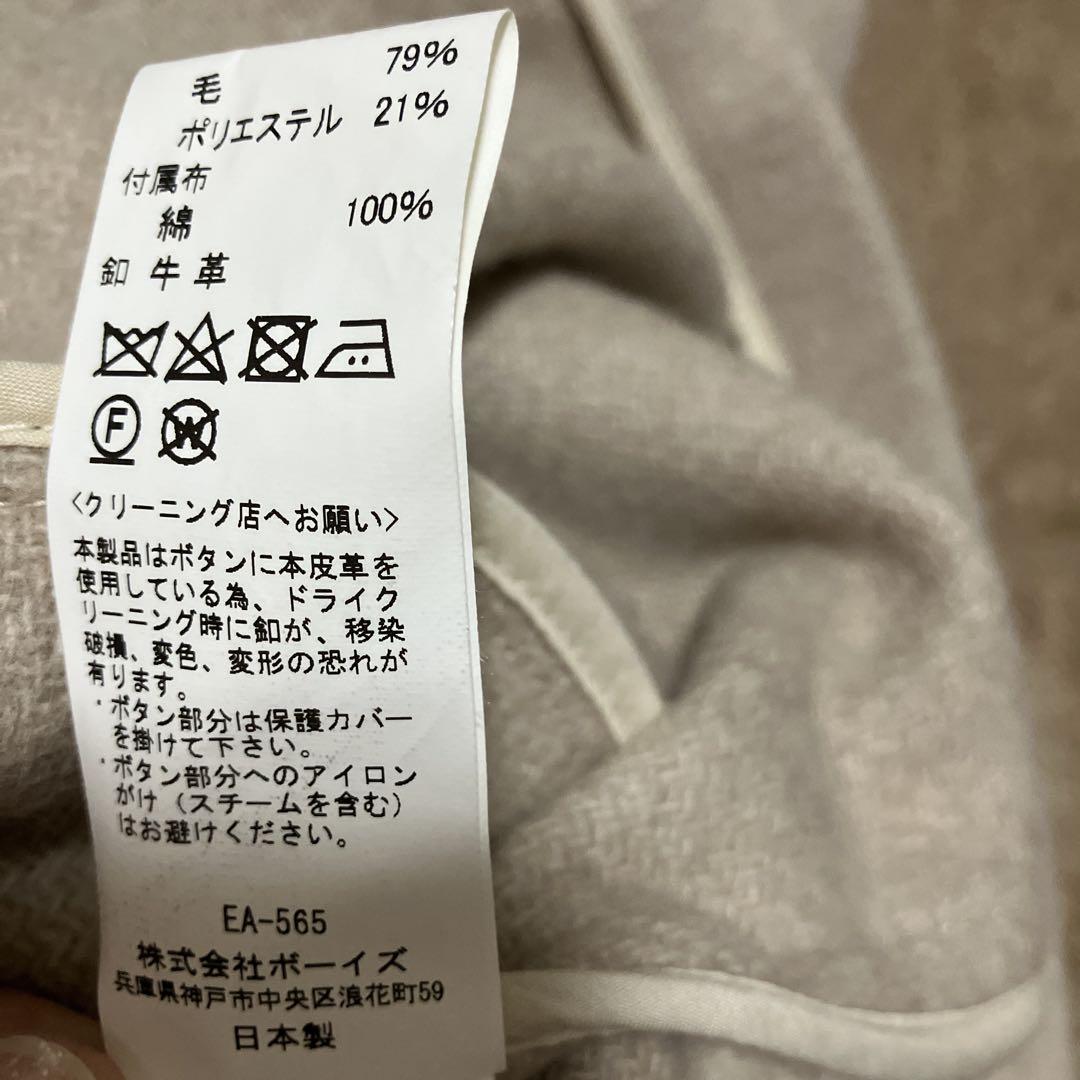 毛 79%
ポリエステル 21%
付属布
綿 100%
釦 牛革
F
W
<クリーニング店へお願い>
本製品はボタンに本皮革を
使用している為、ドライク
リーニング時に釦が、移染
破損、変色、変形の恐れが
有ります。
・ボタン部分は保護カバー
を掛けて下さい。
・ボタン部分へのアイロン
がけ(スチームを含む)
はお避けください。
EA-565
株式会社ボーイズ
兵庫県神戸市中央区浪花町59
日本製